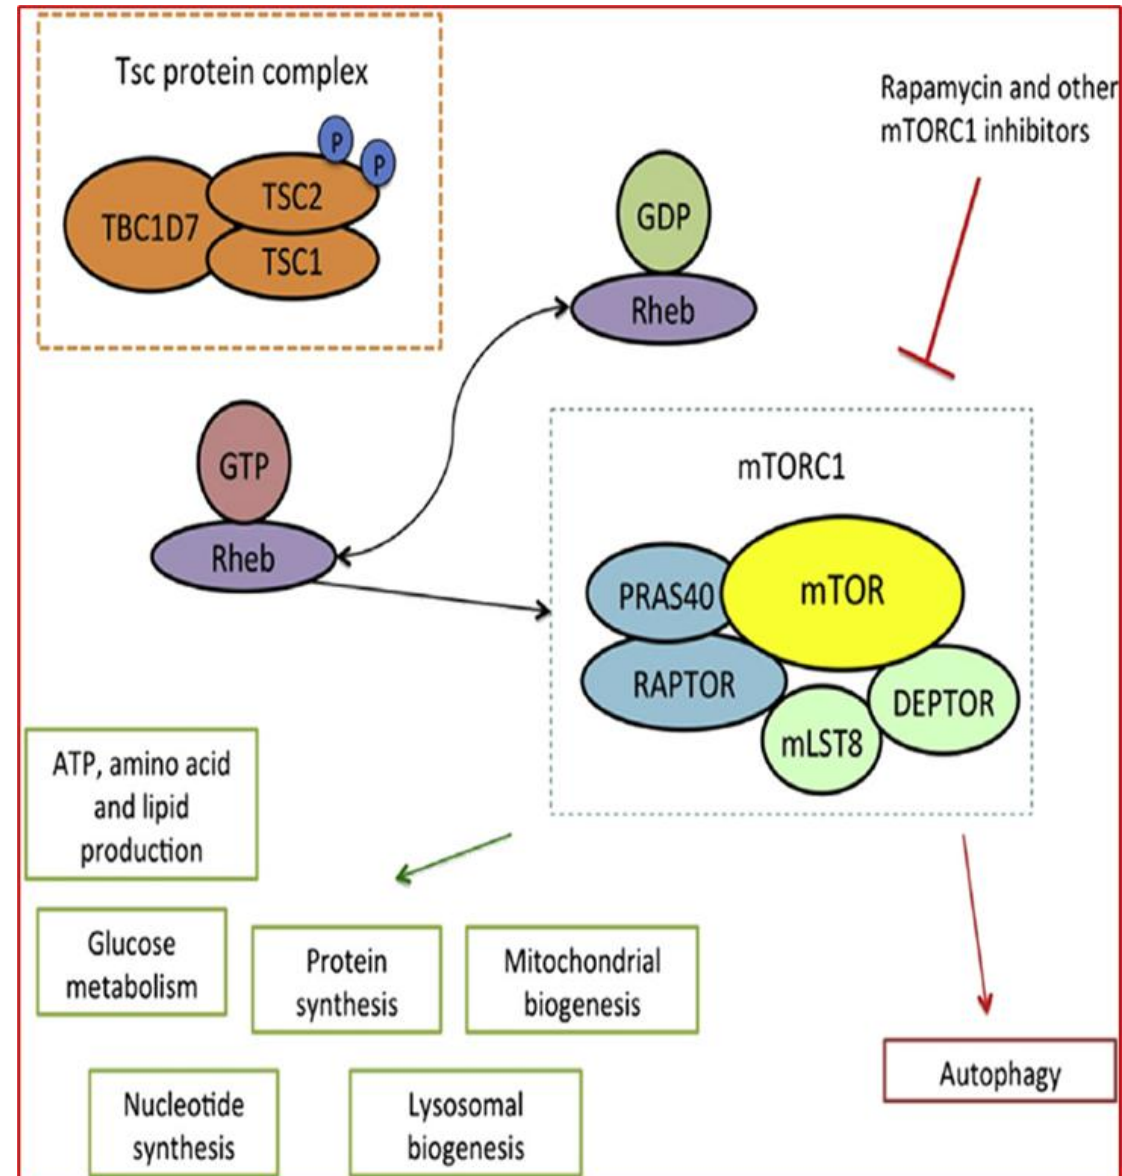 Tsc protein complex
P
P
TBC1D7
TSC2
TSC1
Rapamycin and other
mTORC1 inhibitors
GDP
Rheb
GTP
Rheb
mTORC1
PRAS40
mTOR
RAPTOR
mLST8
DEPTOR
ATP, amino acid
and lipid
production
Glucose
metabolism
Protein
synthesis
Mitochondrial
biogenesis
Nucleotide
synthesis
Lysosomal
biogenesis
Autophagy